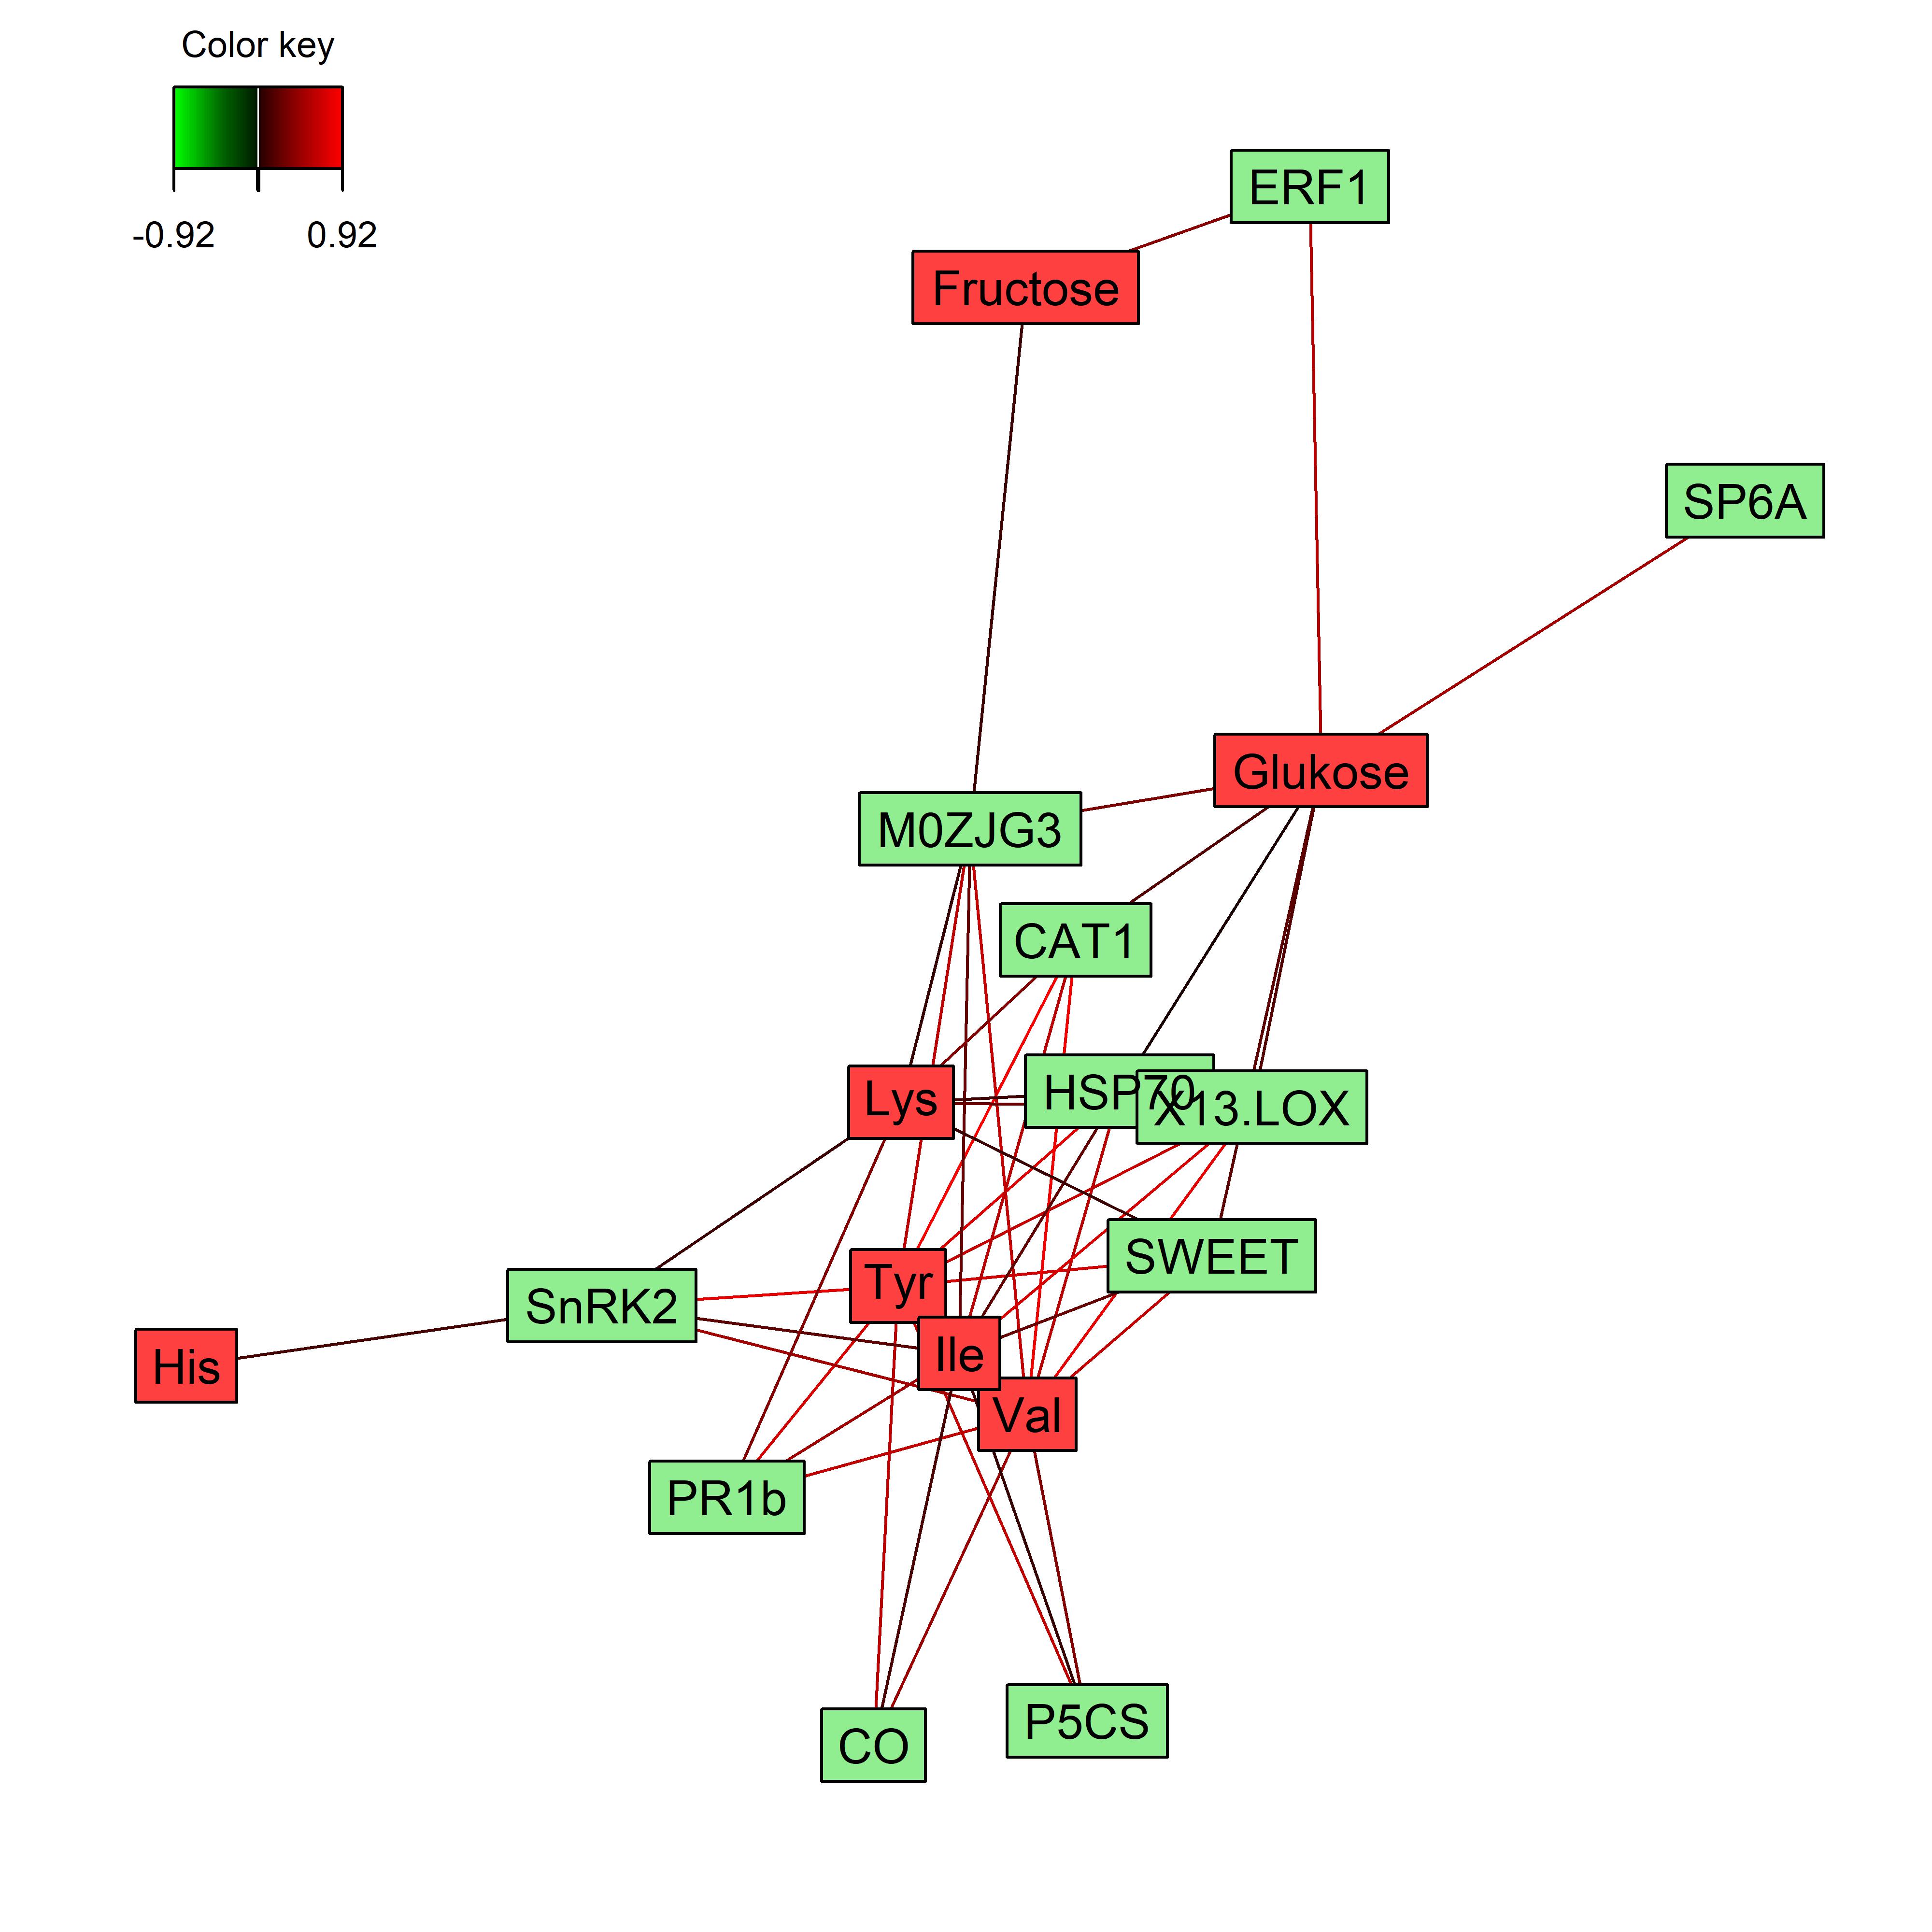 Color key
-0.92 0.92
ERF1
Fructose
SP6A
Glukose
M0ZJG3
CAT1
HSP70
X13.LOX
Lys
SWEET
Tyr
SnRK2
Ile
His
Val
PR1b
P5CS
CO